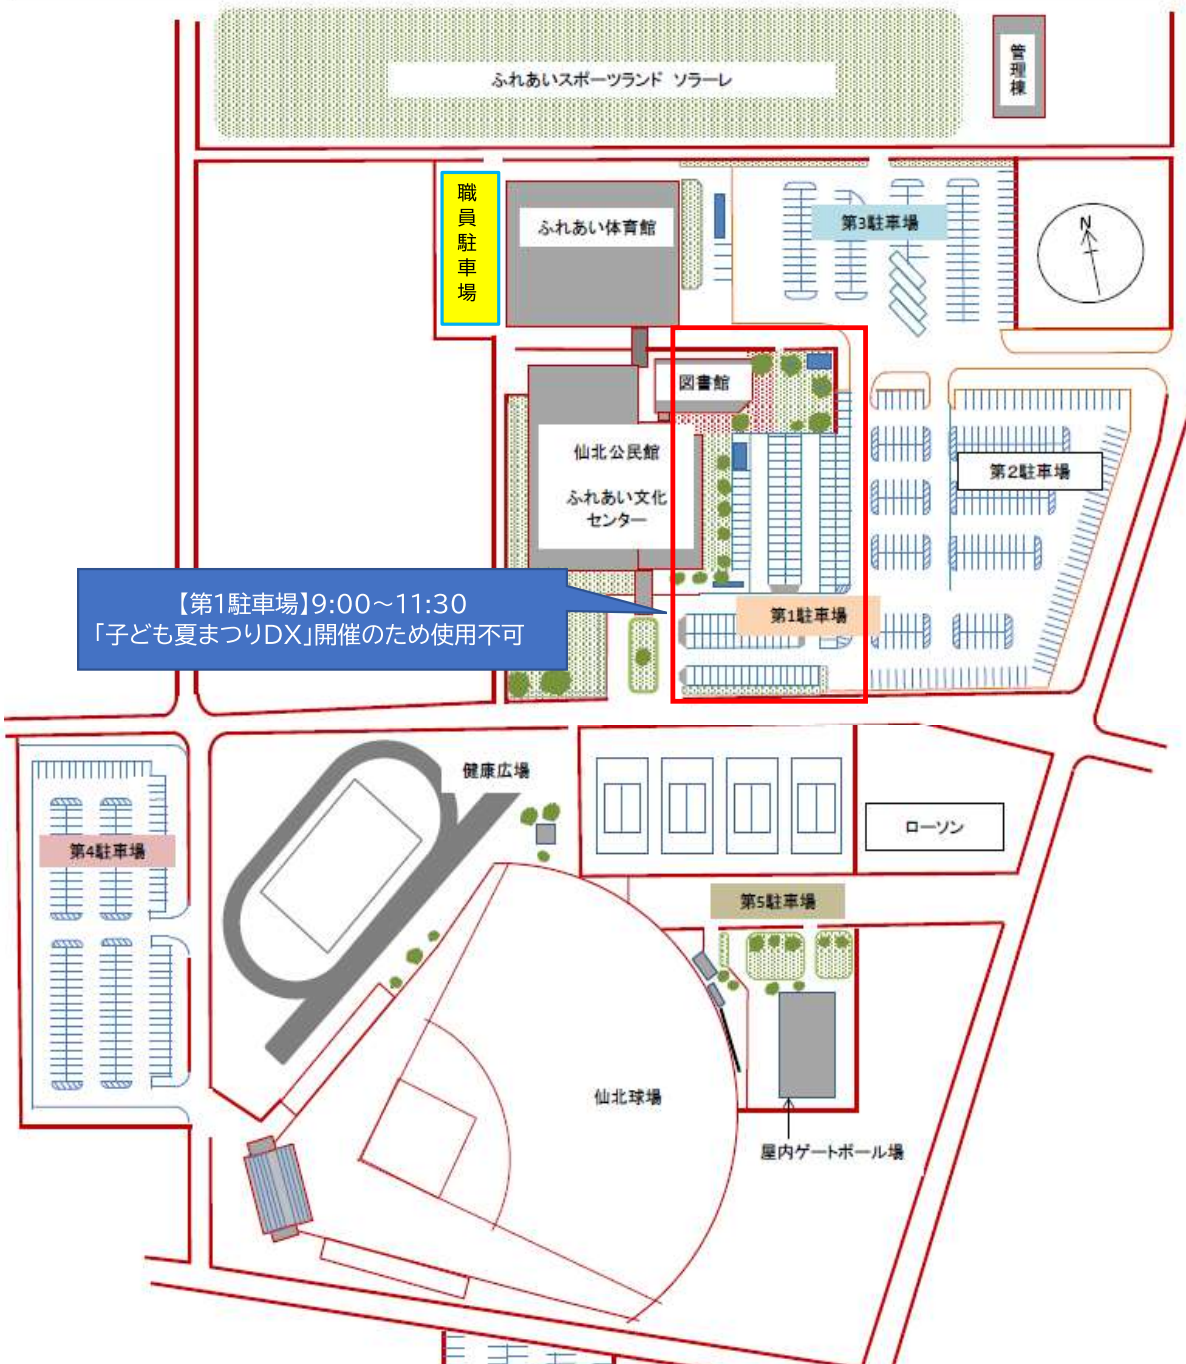 ふれあいスポーツランド ソラーレ
管理棟
職員駐車場
ふれあい体育館
第3駐車場
N
図書館
仙北公民館
ふれあい文化
センター
第2駐車場
【第1駐車場】9:00～11:30
「子ども夏まつりDX」開催のため使用不可
第1駐車場
健康広場
ローソン
第4駐車場
第5駐車場
仙北球場
屋内ゲートボール場